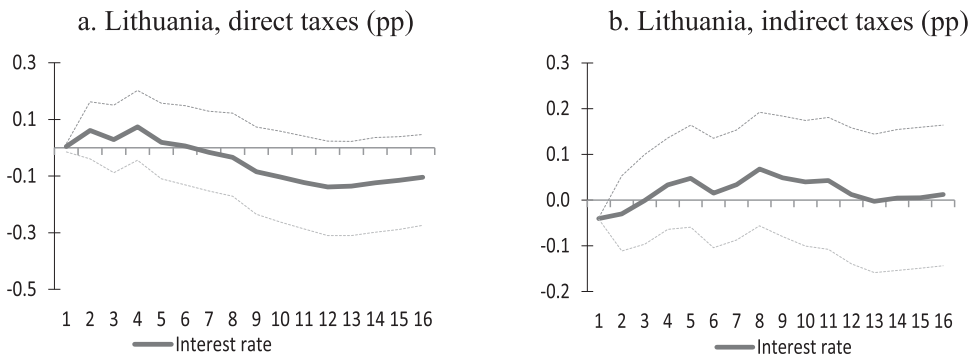 a. Lithuania, direct taxes (pp)
0.3
0.1
-0.1
-0.3
-0.5
1 2 3 4 5 6 7 8 9 10 11 12 13 14 15 16
Interest rate
b. Lithuania, indirect taxes (pp)
0.3
0.2
0.1
0.0
-0.1
-0.2
1 2 3 4 5 6 7 8 9 10 11 12 13 14 15 16
Interest rate